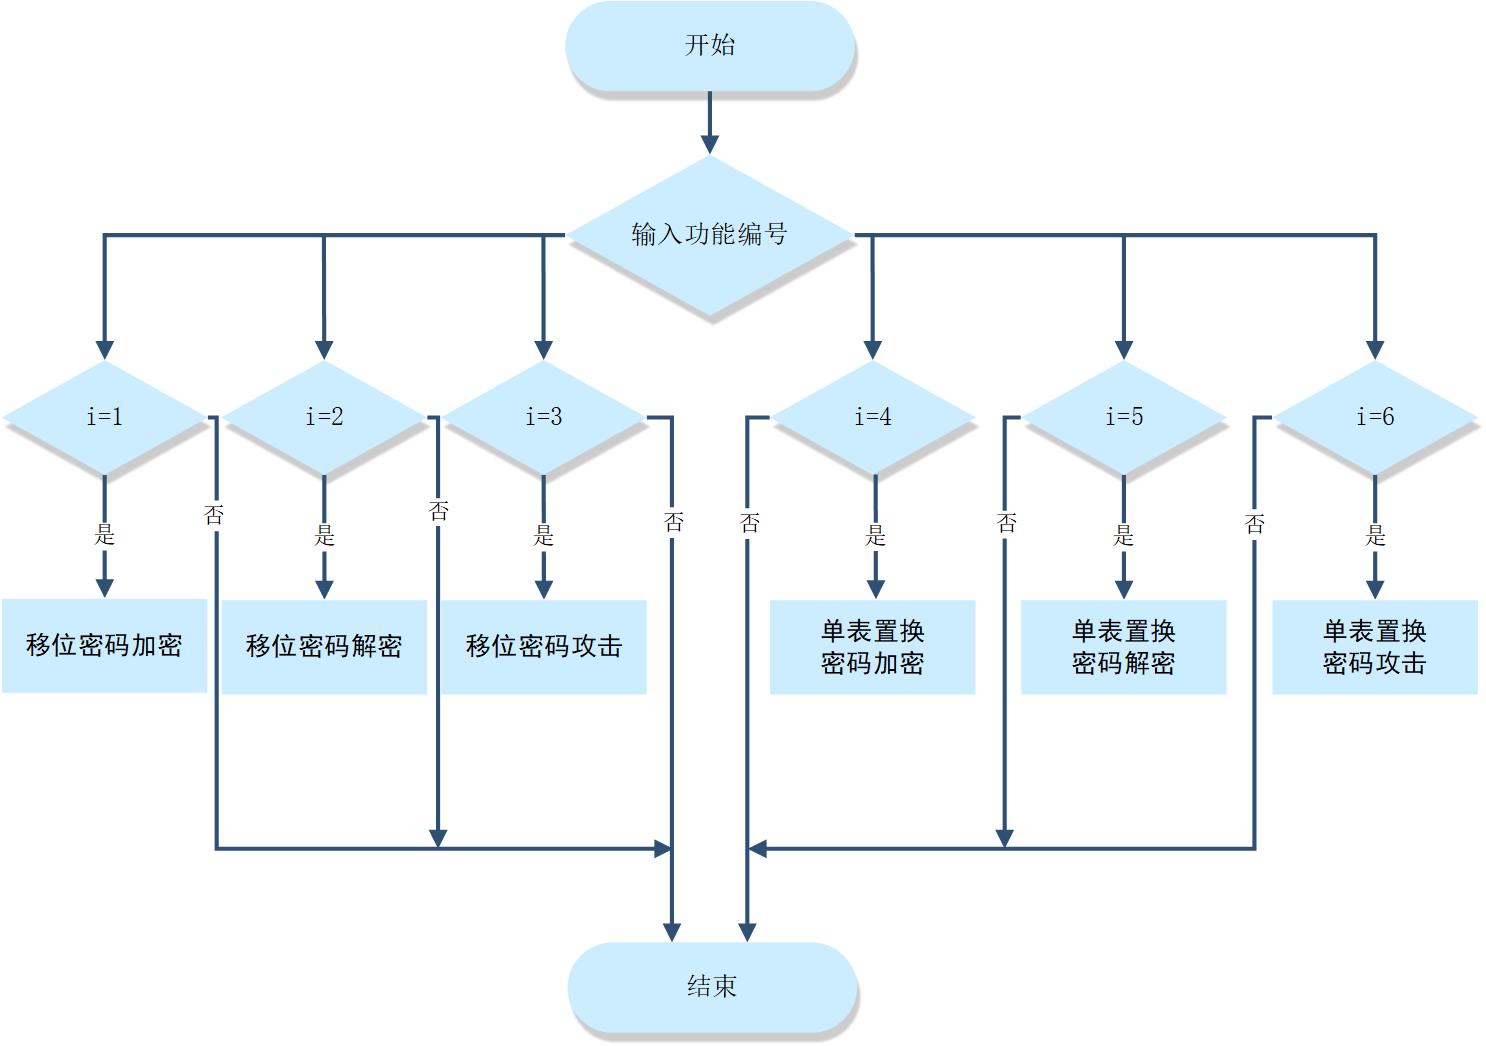 开始
输入功能编号
i=1
i=2
i=3
i=4
i=5
i=6
否
否
否
否
否
否
是
是
是
是
是
是
移位密码加密
移位密码解密
移位密码攻击
单表置换
密码加密
单表置换
密码解密
单表置换
密码攻击
结束